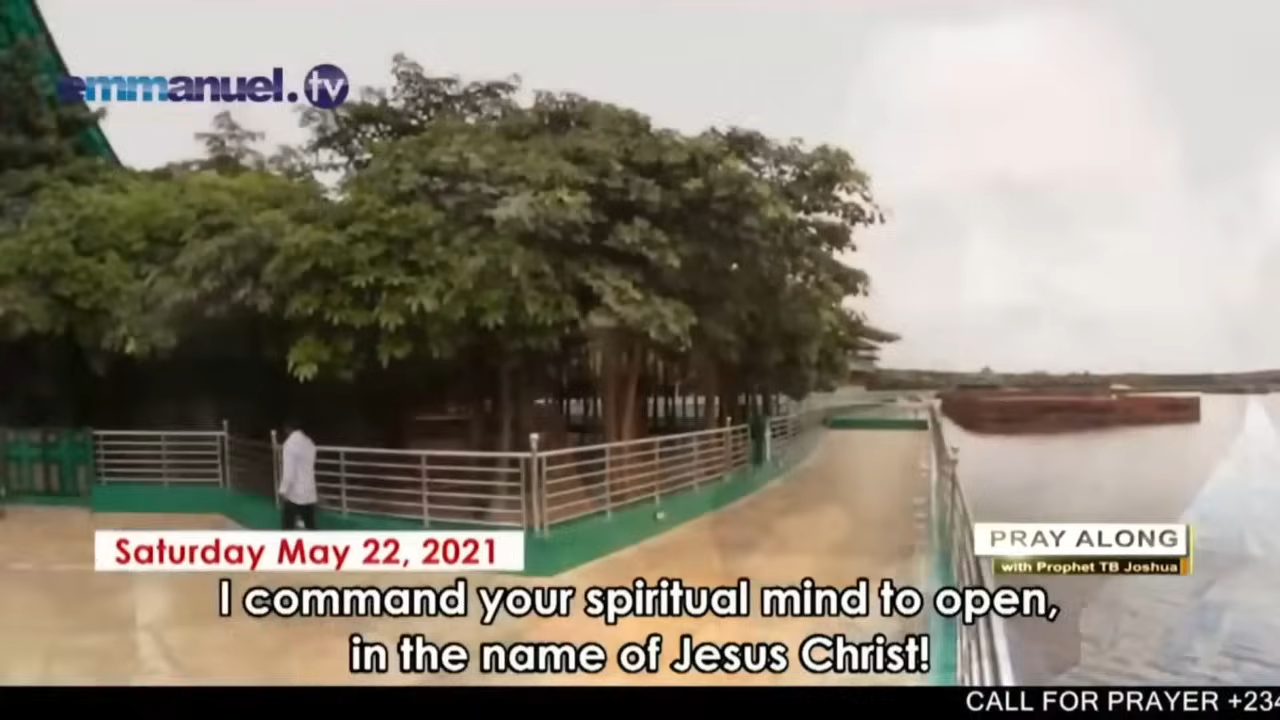 emmanuel.tv
Saturday May 22, 2021
PRAY ALONG
with Prophet TB Joshua
I command your spiritual mind to open,
in the name of Jesus Christ!
CALL FOR PRAYER +234